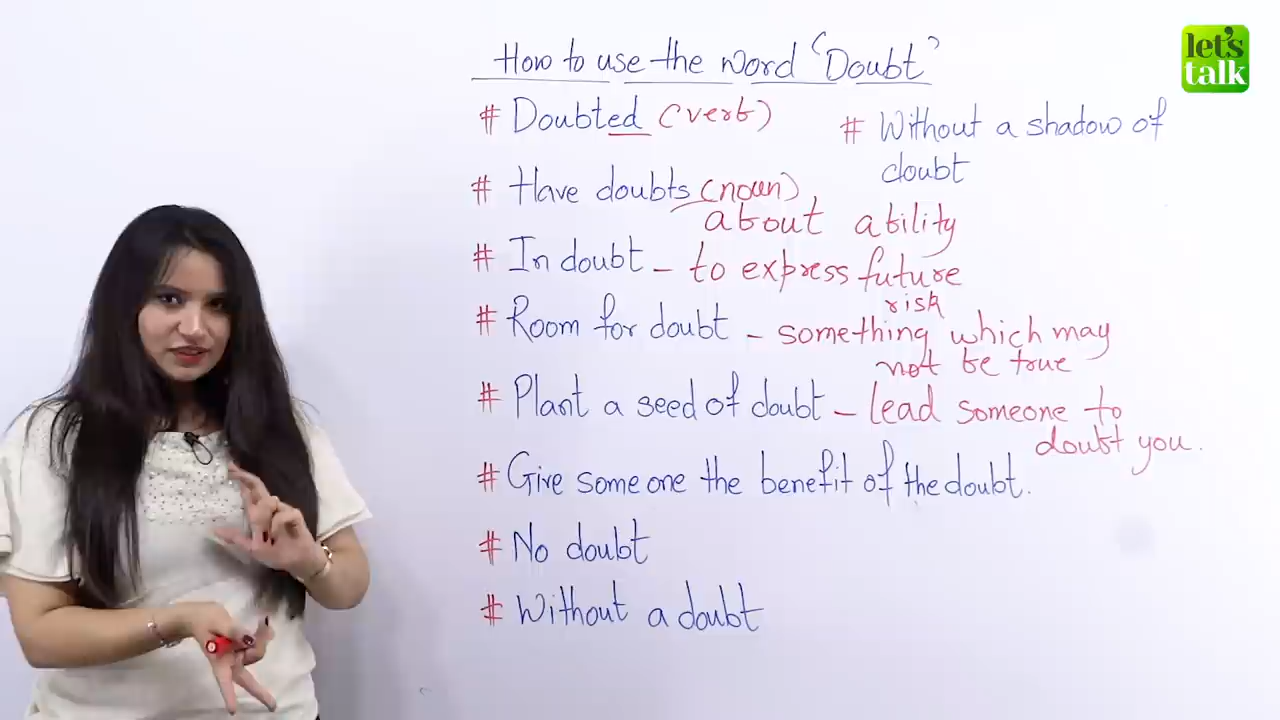 How to use the word 'Doubt'
# Doubted (verb)
# Have doubts (noun)
about ability
# In doubt - to express future
risk
# Room for doubt - something which may
not be true
# Plant a seed of doubt - lead someone to
doubt you.
# Give someone the benefit of the doubt.
# No doubt
# Without a doubt
# Without a shadow of
doubt
let's
talk